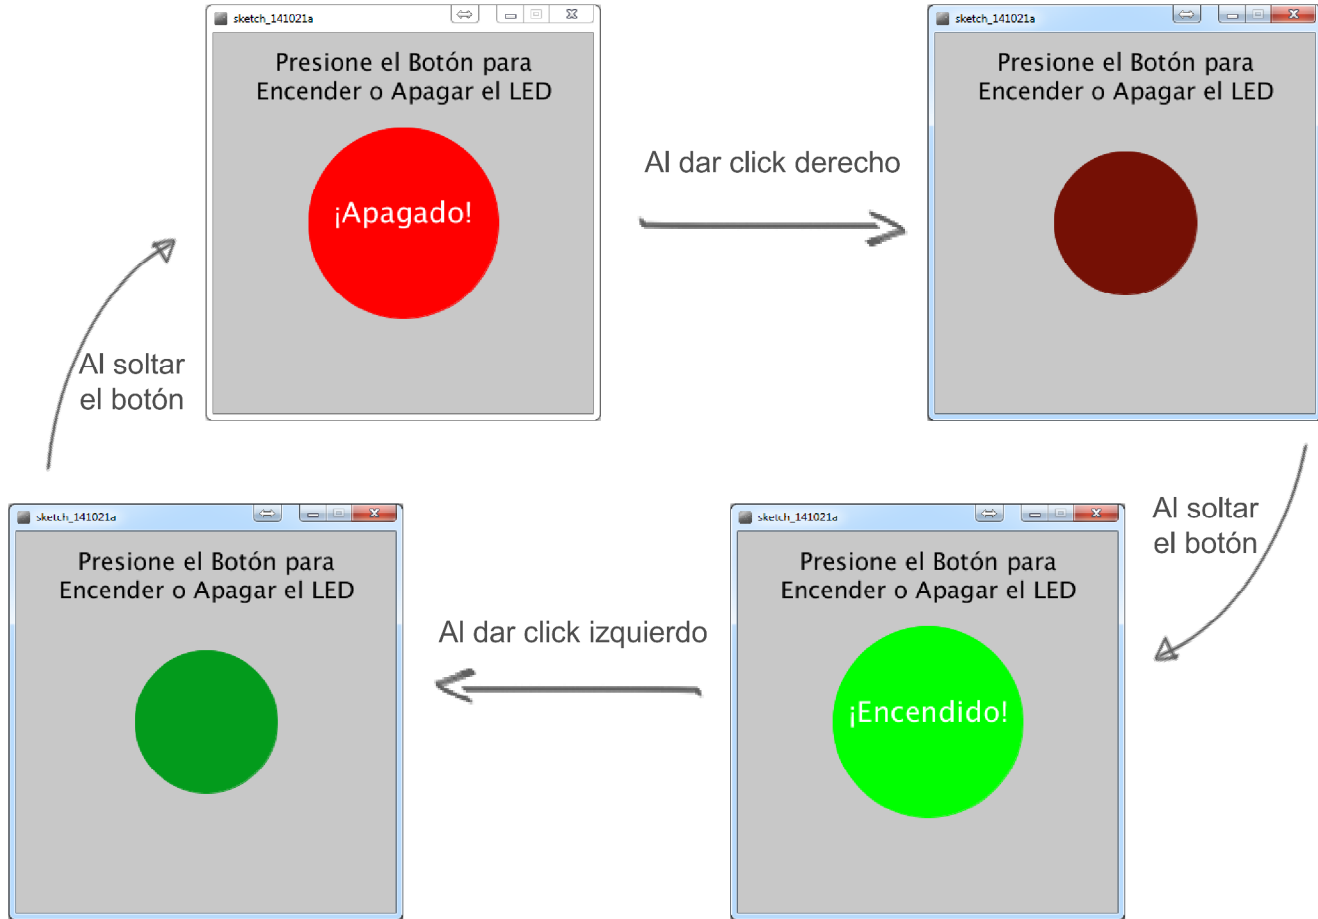 sketch_141021a
Presione el Botón para
Encender o Apagar el LED
¡Apagado!
Al dar click derecho
sketch_141021a
Presione el Botón para
Encender o Apagar el LED
Al soltar
el botón
Al soltar
el botón
sketch_141021a
Presione el Botón para
Encender o Apagar el LED
Al dar click izquierdo
sketch_141021a
Presione el Botón para
Encender o Apagar el LED
¡Encendido!